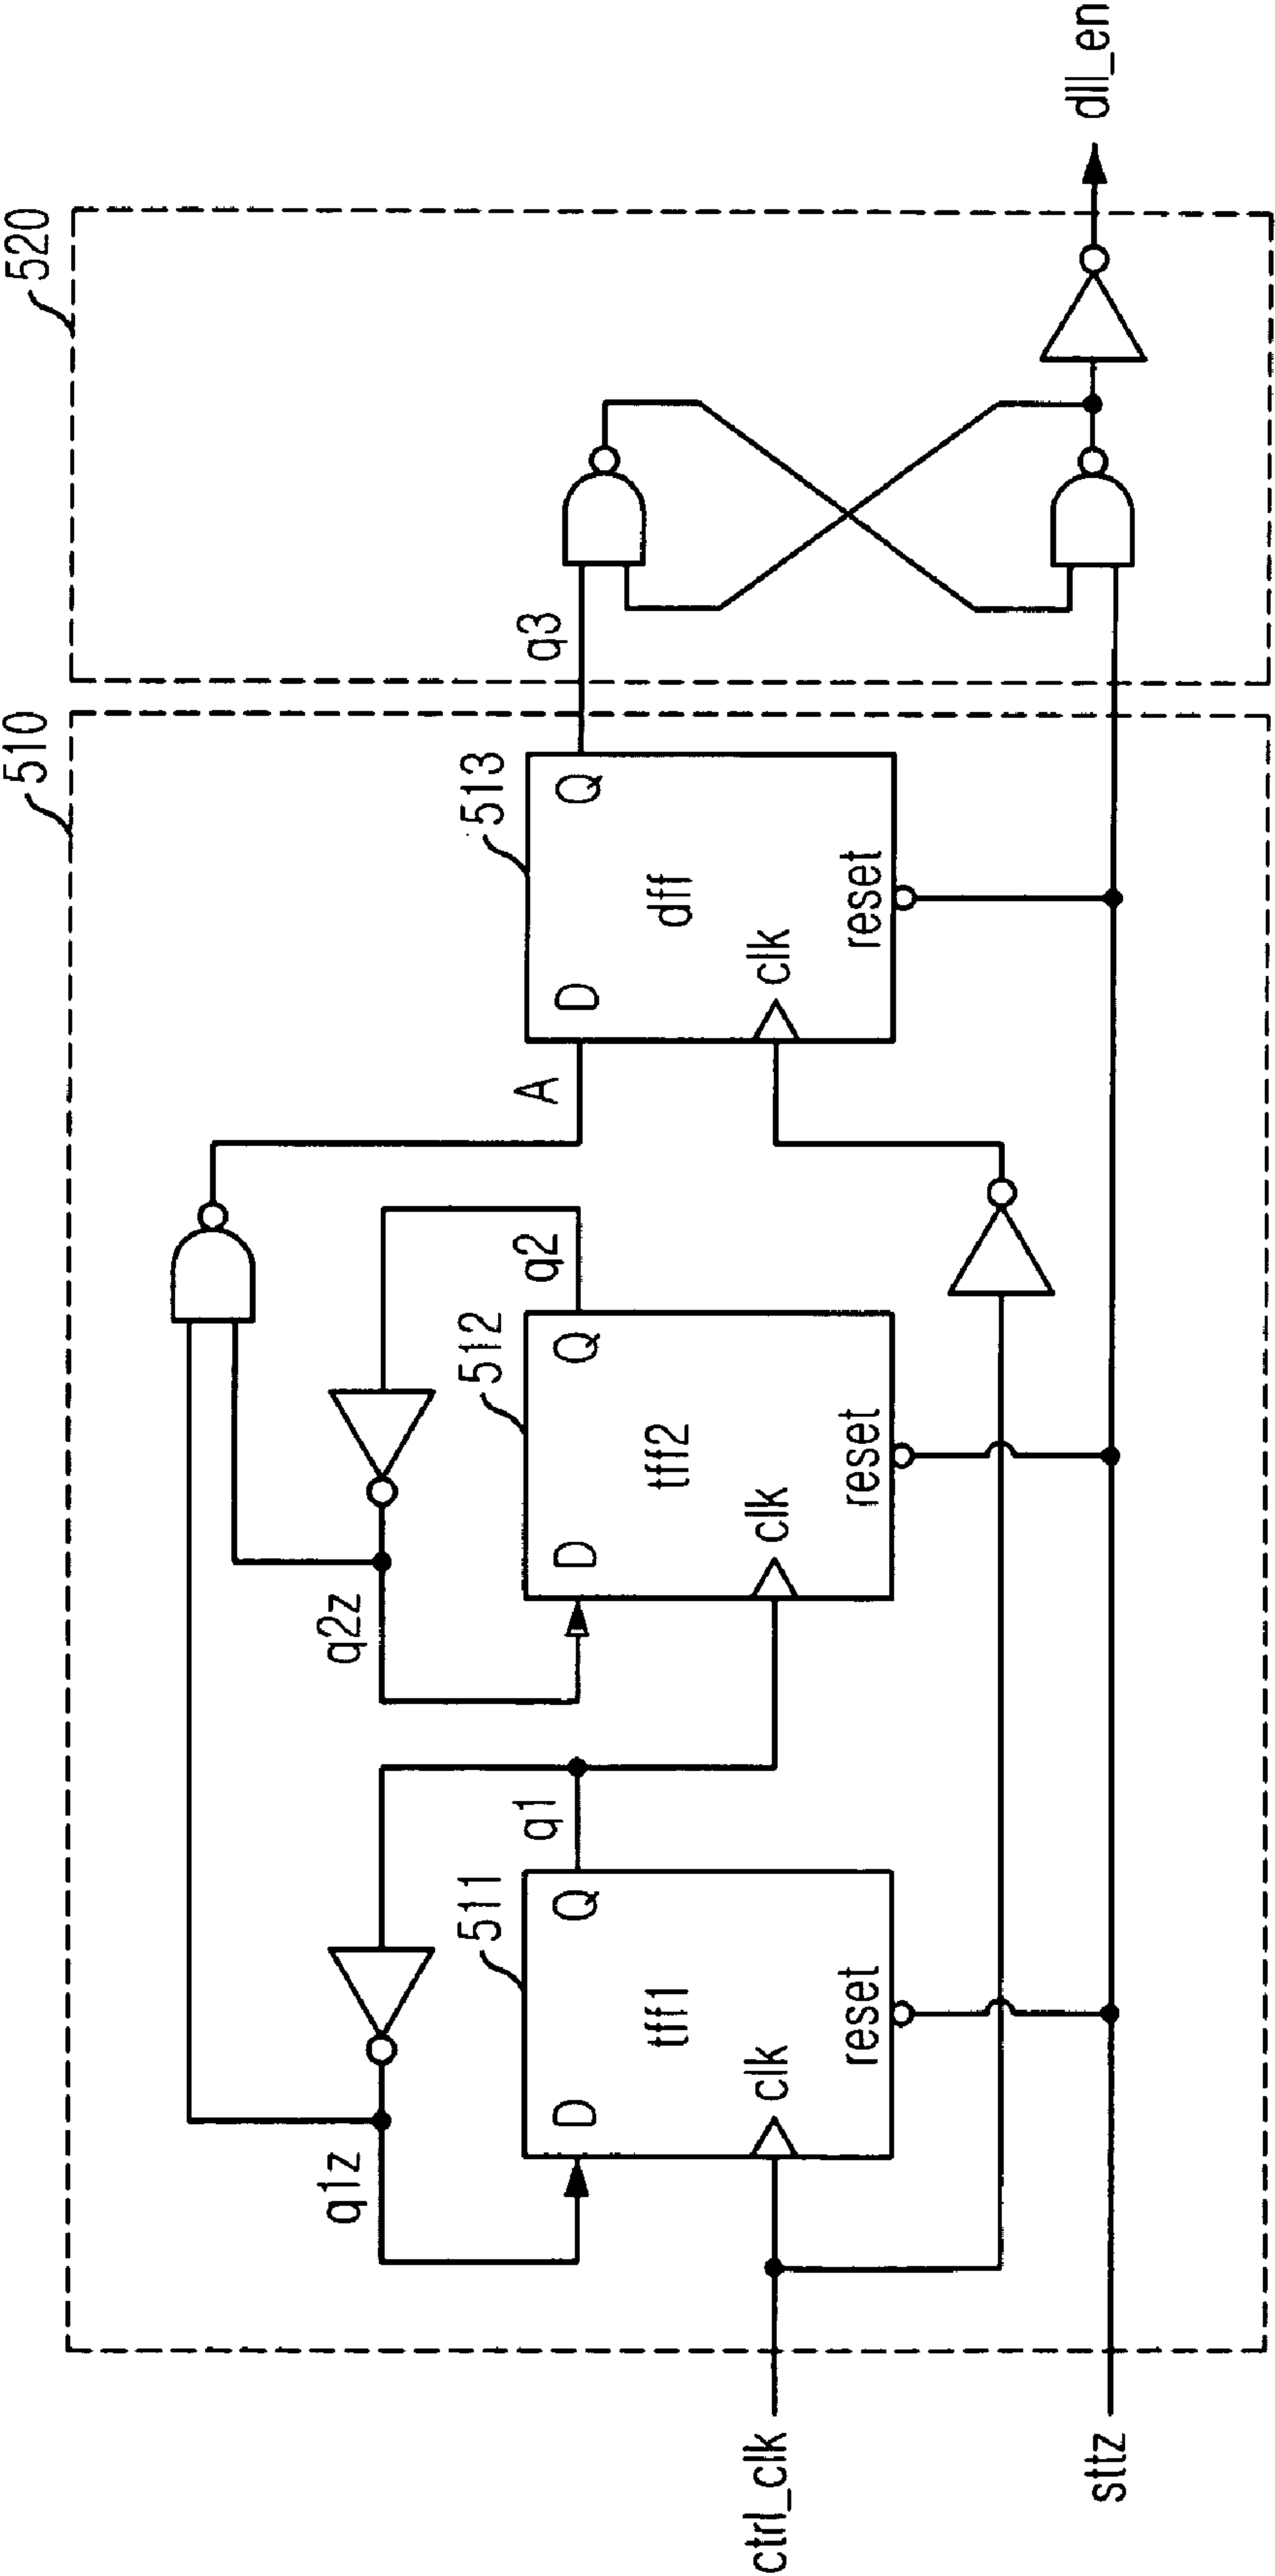 510
520
q1z
q2z
A
q3
q1
q2
511
512
513
D
Q
D
Q
D
Q
tff1
tff2
dff
clk
clk
clk
reset
reset
reset
ctrl_clk
sttz
dll_en